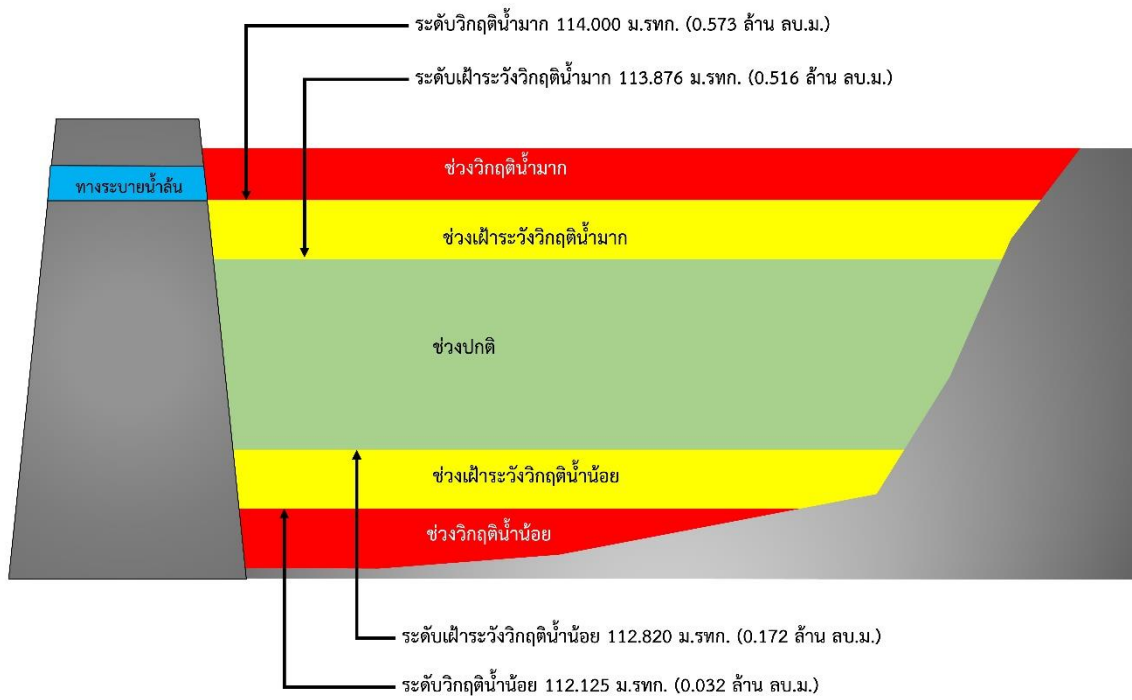 ระดับวิกฤติน้ำมาก 114.000 ม.รทก. (0.573 ล้าน ลบ.ม.)
ระดับเฝ้าระวังวิกฤติน้ำมาก 113.876 ม.รทก. (0.516 ล้าน ลบ.ม.)
ช่วงวิกฤติน้ำมาก
ทางระบายน้ำล้น
ช่วงเฝ้าระวังวิกฤติน้ำมาก
ช่วงปกติ
ช่วงเฝ้าระวังวิกฤติน้ำน้อย
ช่วงวิกฤติน้ำน้อย
ระดับเฝ้าระวังวิกฤติน้ำน้อย 112.820 ม.รทก. (0.172 ล้าน ลบ.ม.)
ระดับวิกฤติน้ำน้อย 112.125 ม.รทก. (0.032 ล้าน ลบ.ม.)